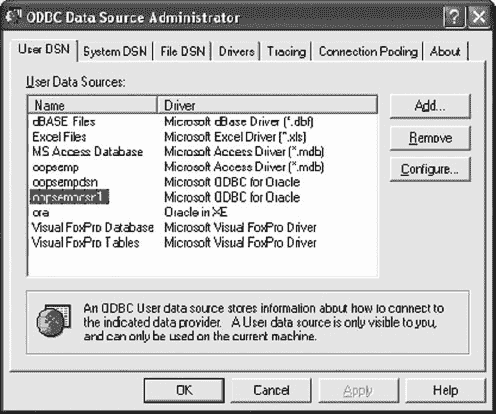 ODBC Data Source Administrator
User DSN System DSN File DSN Drivers Tracing Connection Pooling About
User Data Sources:
Name Driver
dBASE Files Microsoft dBase Driver (*.dbf)
Excel Files Microsoft Excel Driver (*.xls)
MS Access Database Microsoft Access Driver (*.mdb)
oopsemp Microsoft Access Driver (*.mdb)
oopsempdsn Microsoft ODBC for Oracle
oopsempdsn1 Microsoft ODBC for Oracle
ora Oracle in XE
Visual FoxPro Database Microsoft Visual FoxPro Driver
Visual FoxPro Tables Microsoft Visual FoxPro Driver
Add...
Remove
Configure...
An ODBC User data source stores information about how to connect to
the indicated data provider. A User data source is only visible to you,
and can only be used on the current machine.
OK Cancel Apply Help